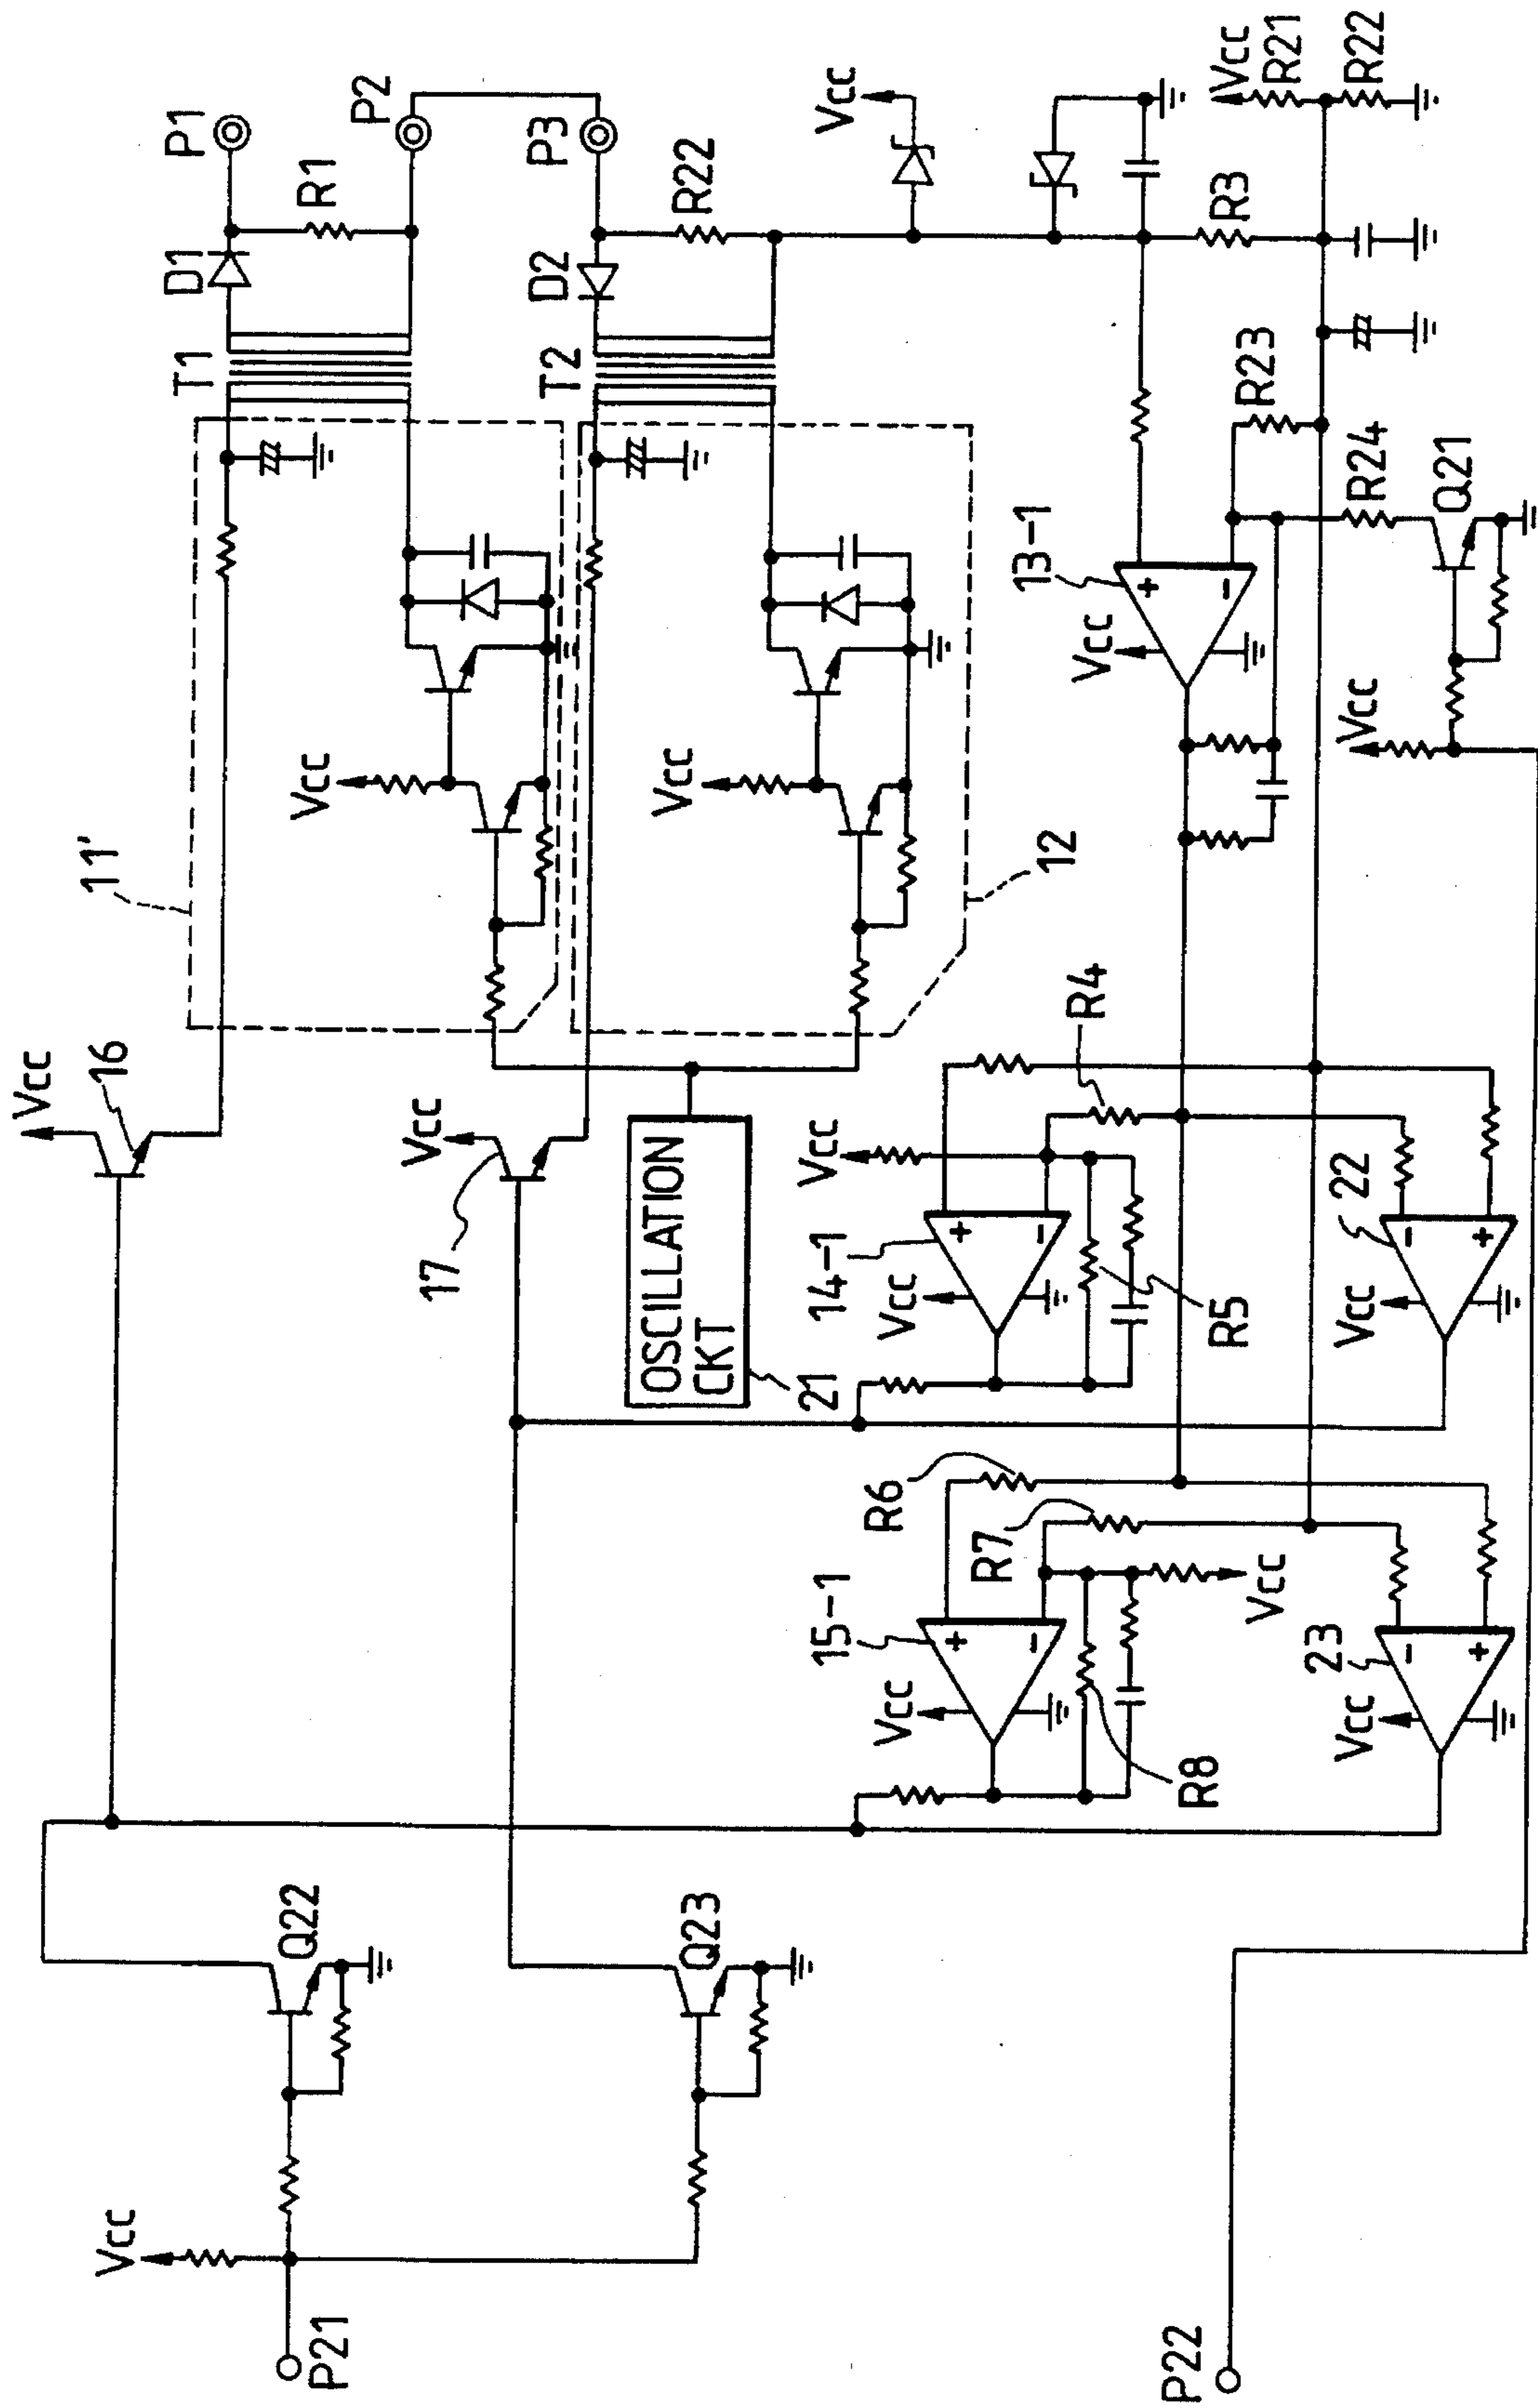 P1
P2
P3
D1
R1
T1
D2
R22
T2
Vcc
Vcc
R21
R22
R3
R23
R24
Q21
13-1
+
-
Vcc
Vcc
11'
Vcc
Vcc
12
Vcc
16
Vcc
17
OSCILLATION
CKT
21
R4
Vcc
14-1
+
-
Vcc
R5
22
-
+
Vcc
R6
R7
Vcc
15-1
+
-
Vcc
R8
23
-
+
Vcc
Q22
Q23
Vcc
P21
P22